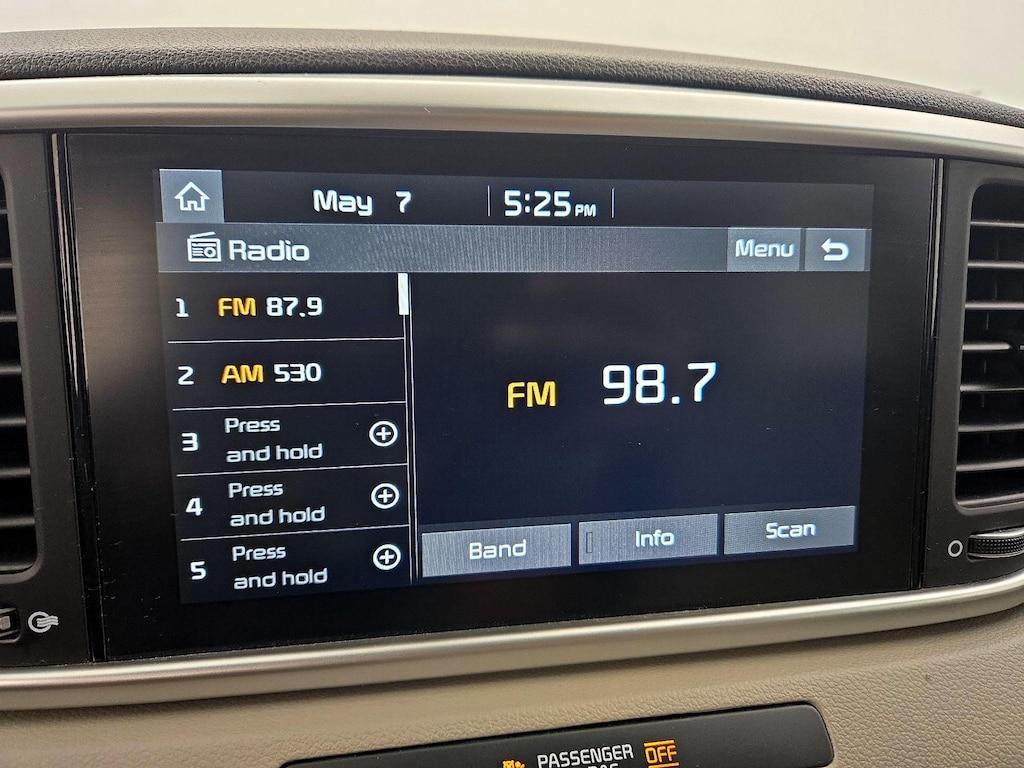 May 7 5:25 PM
Radio Menu
1 FM 87.9
2 AM 530
3 Press
and hold
4 Press
and hold
5 Press
and hold
FM 98.7
Band Info Scan
PASSENGER OFF